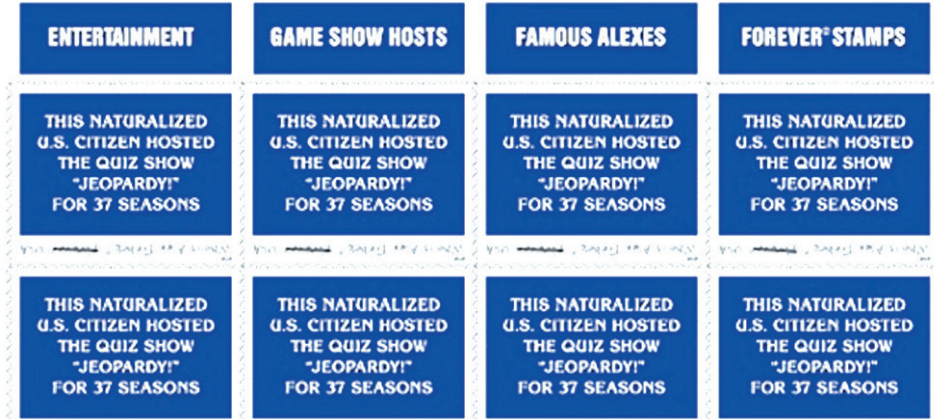 ENTERTAINMENT
GAME SHOW HOSTS
FAMOUS ALEXES
FOREVER® STAMPS
THIS NATURALIZED
U.S. CITIZEN HOSTED
THE QUIZ SHOW
"JEOPARDY!"
FOR 37 SEASONS
THIS NATURALIZED
U.S. CITIZEN HOSTED
THE QUIZ SHOW
"JEOPARDY!"
FOR 37 SEASONS
THIS NATURALIZED
U.S. CITIZEN HOSTED
THE QUIZ SHOW
"JEOPARDY!"
FOR 37 SEASONS
THIS NATURALIZED
U.S. CITIZEN HOSTED
THE QUIZ SHOW
"JEOPARDY!"
FOR 37 SEASONS
THIS NATURALIZED
U.S. CITIZEN HOSTED
THE QUIZ SHOW
"JEOPARDY!"
FOR 37 SEASONS
THIS NATURALIZED
U.S. CITIZEN HOSTED
THE QUIZ SHOW
"JEOPARDY!"
FOR 37 SEASONS
THIS NATURALIZED
U.S. CITIZEN HOSTED
THE QUIZ SHOW
"JEOPARDY!"
FOR 37 SEASONS
THIS NATURALIZED
U.S. CITIZEN HOSTED
THE QUIZ SHOW
"JEOPARDY!"
FOR 37 SEASONS